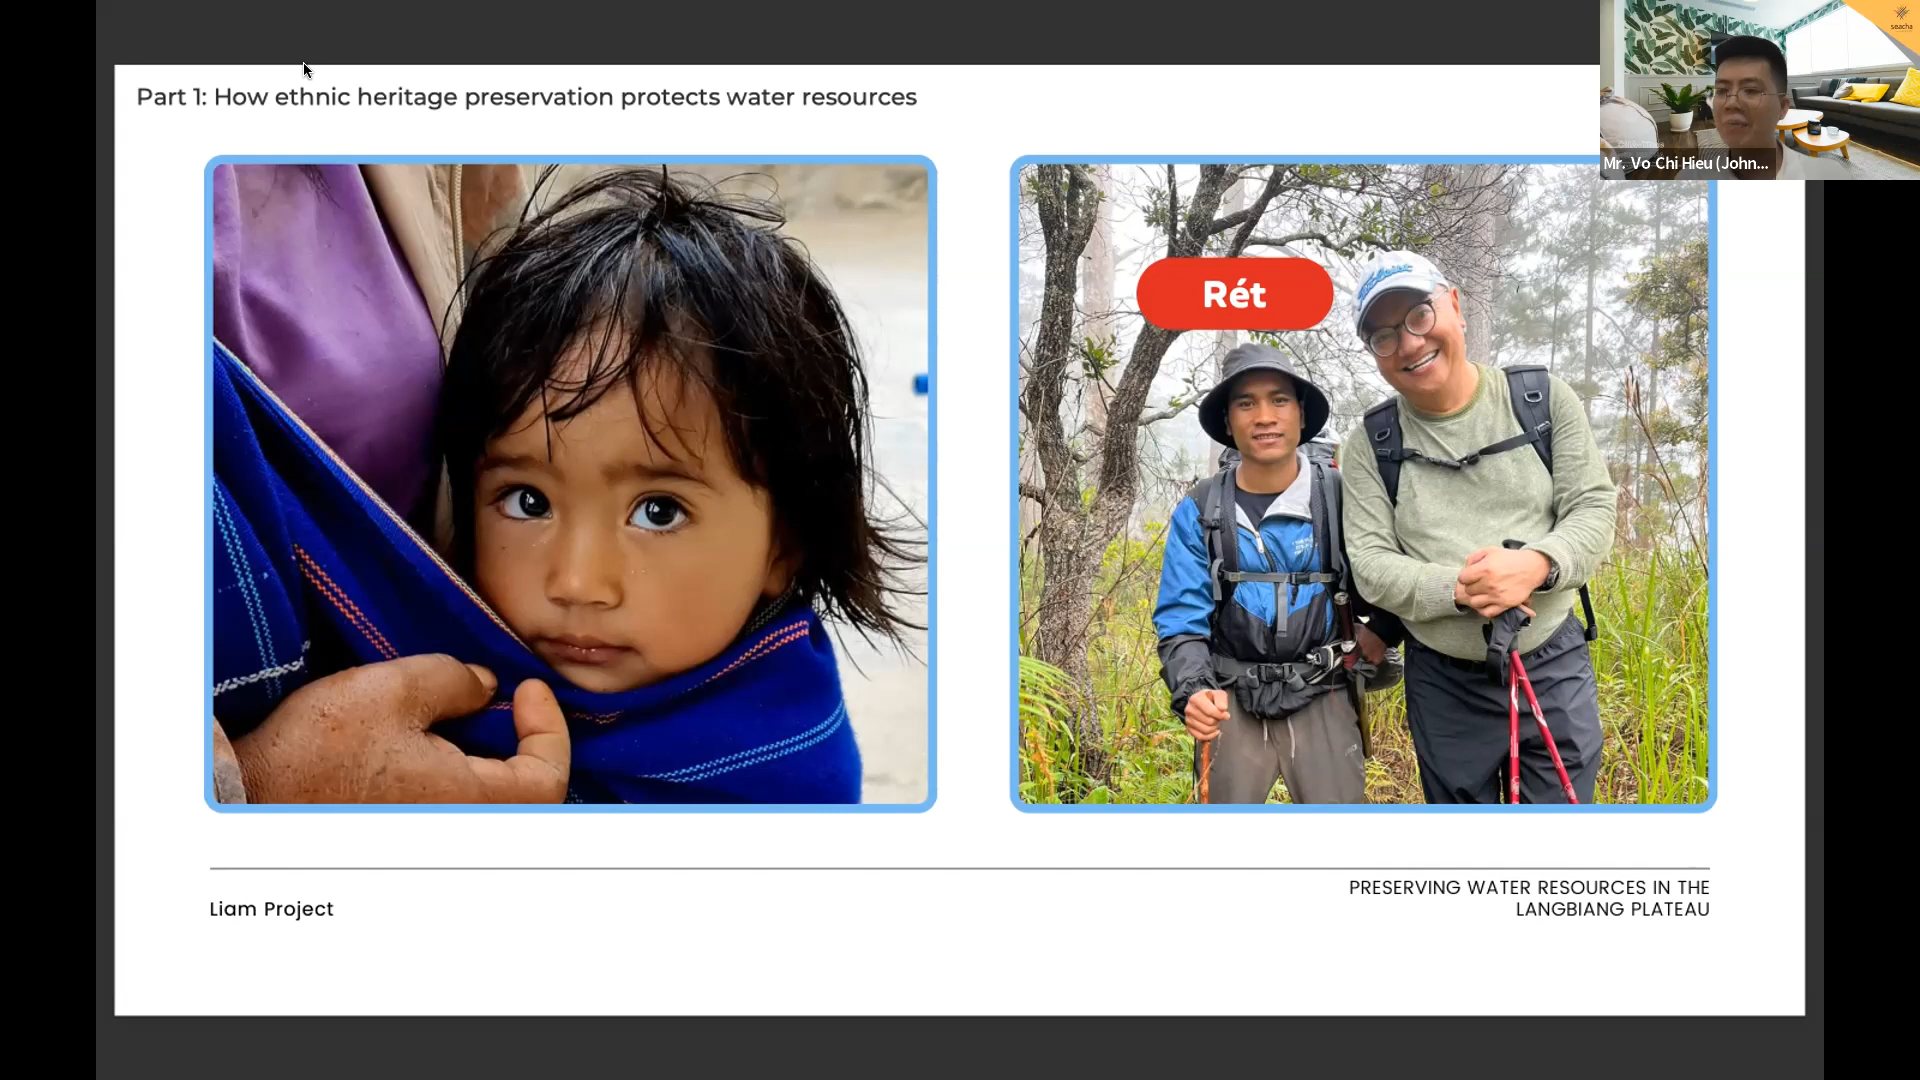 Part 1: How ethnic heritage preservation protects water resources
seacha
Mr. Vo Chi Hieu (John...
Rét
Liam Project
PRESERVING WATER RESOURCES IN THE
LANGBIANG PLATEAU